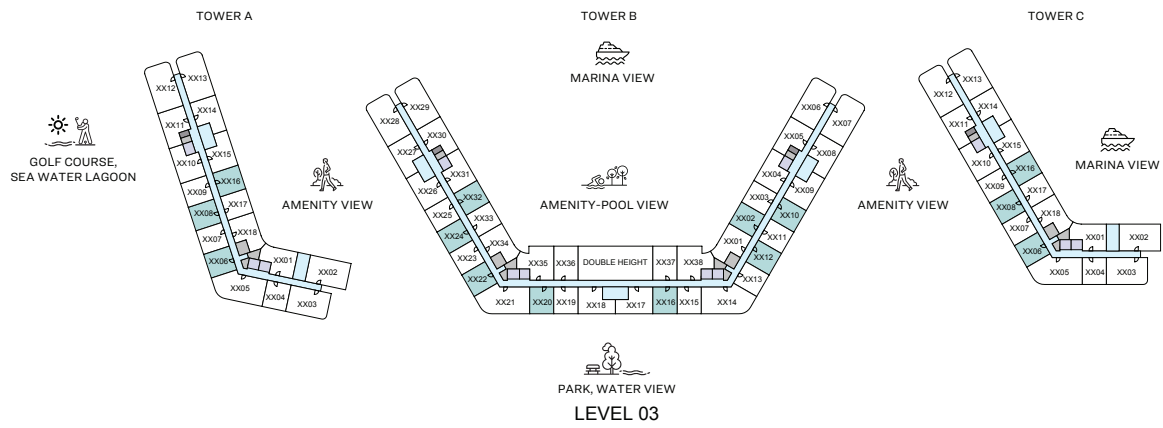 TOWER A
TOWER B
TOWER C
MARINA VIEW
GOLF COURSE,
SEA WATER LAGOON
AMENITY VIEW
AMENITY-POOL VIEW
AMENITY VIEW
MARINA VIEW
XX13
XX12
XX14
XX11
XX15
XX10
XX16
XX09
XX17
XX08
XX18
XX07
XX06
XX01
XX02
XX05
XX04
XX03
XX29
XX28
XX30
XX27
XX31
XX26
XX32
XX25
XX33
XX24
XX34
XX23
XX22
XX35
XX36
DOUBLE HEIGHT
XX37
XX38
XX21
XX20
XX19
XX18
XX17
XX16
XX15
XX14
XX06
XX07
XX05
XX08
XX04
XX09
XX03
XX10
XX02
XX11
XX01
XX12
XX13
XX13
XX12
XX14
XX11
XX15
XX10
XX16
XX09
XX17
XX08
XX18
XX07
XX06
XX01
XX02
XX05
XX04
XX03
PARK, WATER VIEW
LEVEL 03